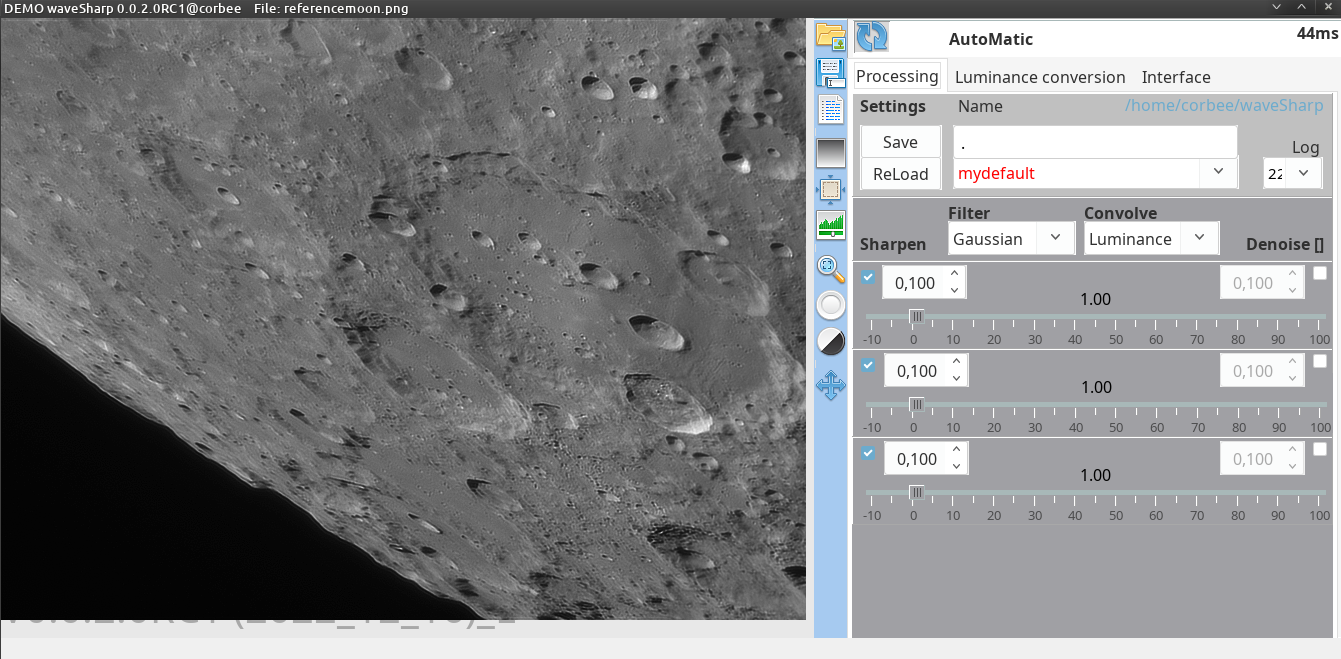 DEMO waveSharp 0.0.2.0RC1@corbee File: referencemoon.png
AutoMatic 44ms
Processing Luminance conversion Interface
Settings Name /home/corbee/waveSharp
Save . Log
ReLoad mydefault 22
Filter Convolve
Sharpen Gaussian Luminance Denoise []
0,100 0,100
1.00
-10 0 10 20 30 40 50 60 70 80 90 100
0,100 0,100
1.00
-10 0 10 20 30 40 50 60 70 80 90 100
0,100 0,100
1.00
-10 0 10 20 30 40 50 60 70 80 90 100